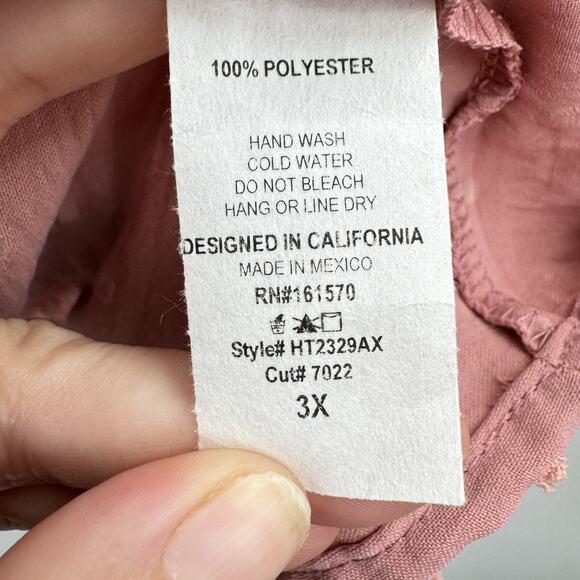 100% POLYESTER
HAND WASH
COLD WATER
DO NOT BLEACH
HANG OR LINE DRY
DESIGNED IN CALIFORNIA
MADE IN MEXICO
RN#161570
Style# HT2329AX
Cut# 7022
3X